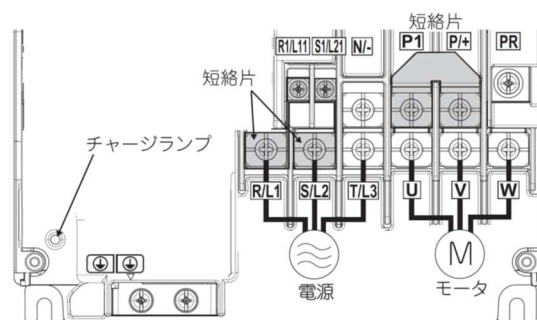 短絡片
R1/L11 S1/L21 N/- P1 P/+ PR
短絡片
チャージランプ
R/L1 S/L2 T/L3 U V W
M
電源 モータ